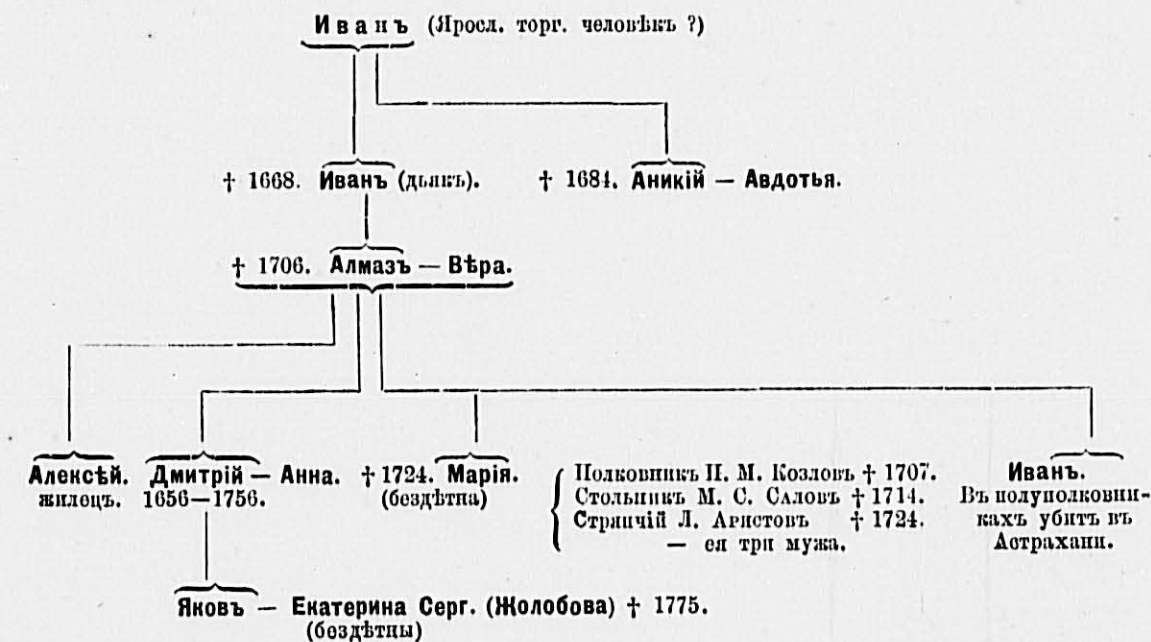 Иванъ (Яросл. торг. человѣкъ ?)
† 1668. Иванъ (дьякъ). † 1684. Аникій — Авдотья.
† 1706. Алмазъ — Вѣра.
Алексѣй. Дмитрій — Анна. † 1724. Марія. Полковникъ П. М. Козловъ † 1707. Иванъ.
жилецъ. 1656—1756. (бездѣтна) Стольникъ М. С. Саловъ † 1714. Въ полуполковни-
Стряпчій Л. Аристовъ † 1724. кахъ убитъ въ
— ея три мужа. Астрахани.
Яковъ — Екатерина Серг. (Жолобова) † 1775.
(бездѣтны)